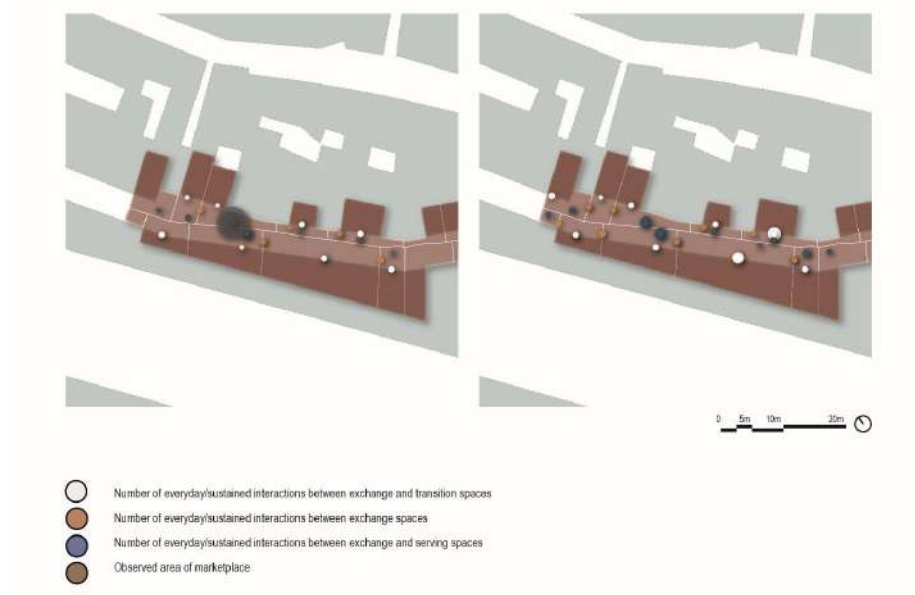 0 5m 10m 20m
Number of everyday/sustained interactions between exchange and transition spaces
Number of everyday/sustained interactions between exchange spaces
Number of everyday/sustained interactions between exchange and serving spaces
Observed area of marketplace